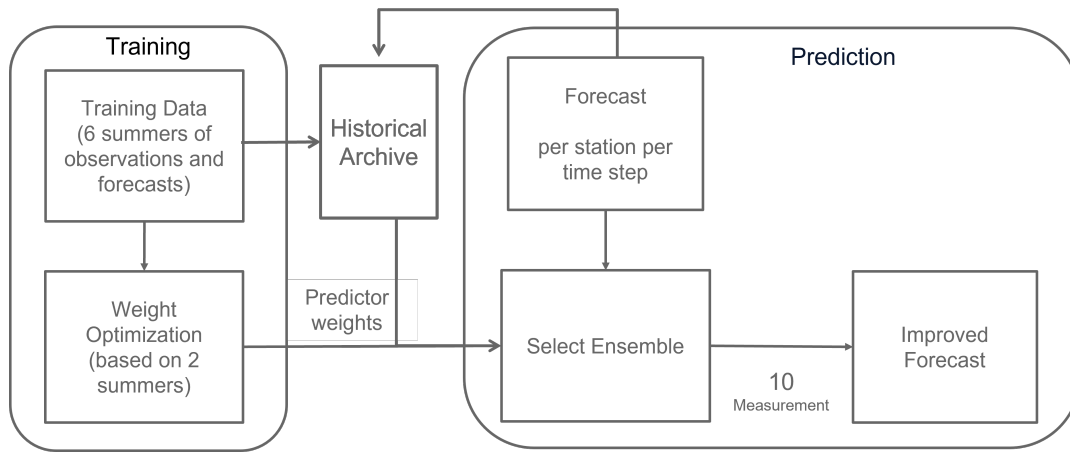 Training
Training Data
(6 summers of
observations and
forecasts)
Weight
Optimization
(based on 2
summers)
Historical
Archive
Predictor
weights
Prediction
Forecast
per station per
time step
Select Ensemble
10
Measurement
Improved
Forecast